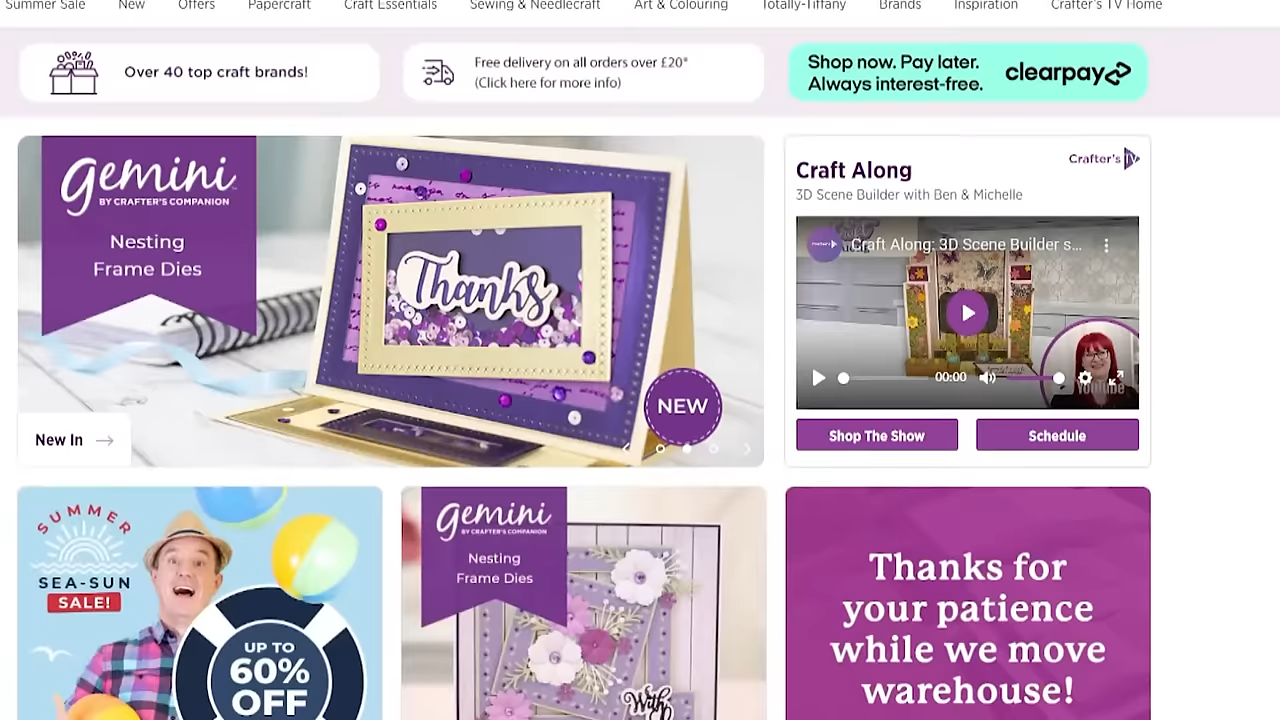 Summer Sale New Offers Papercraft Craft Essentials Sewing & Needlecraft Art & Colouring Totally-Tiffany Brands Inspiration Crafter's TV Home
Over 40 top craft brands!
Free delivery on all orders over £20*
(Click here for more info)
Shop now. Pay later.
Always interest-free.
clearpay
gemini
BY CRAFTER'S COMPANION
Nesting
Frame Dies
Thanks
NEW
New In
Craft Along
Crafter's TV
3D Scene Builder with Ben & Michelle
Craft Along: 3D Scene Builder s...
00:00
YouTube
Shop The Show
Schedule
SUMMER
SEA-SUN
SALE!
UP TO
60%
OFF
gemini
BY CRAFTER'S COMPANION
Nesting
Frame Dies
With
Thanks for
your patience
while we move
warehouse!